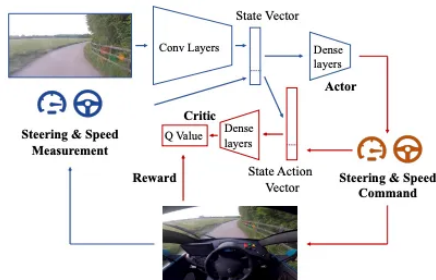 State Vector
Conv Layers
Dense
layers
Actor
Critic
Q Value
Dense
layers
Steering & Speed
Measurement
Reward
State Action
Vector
Steering & Speed
Command